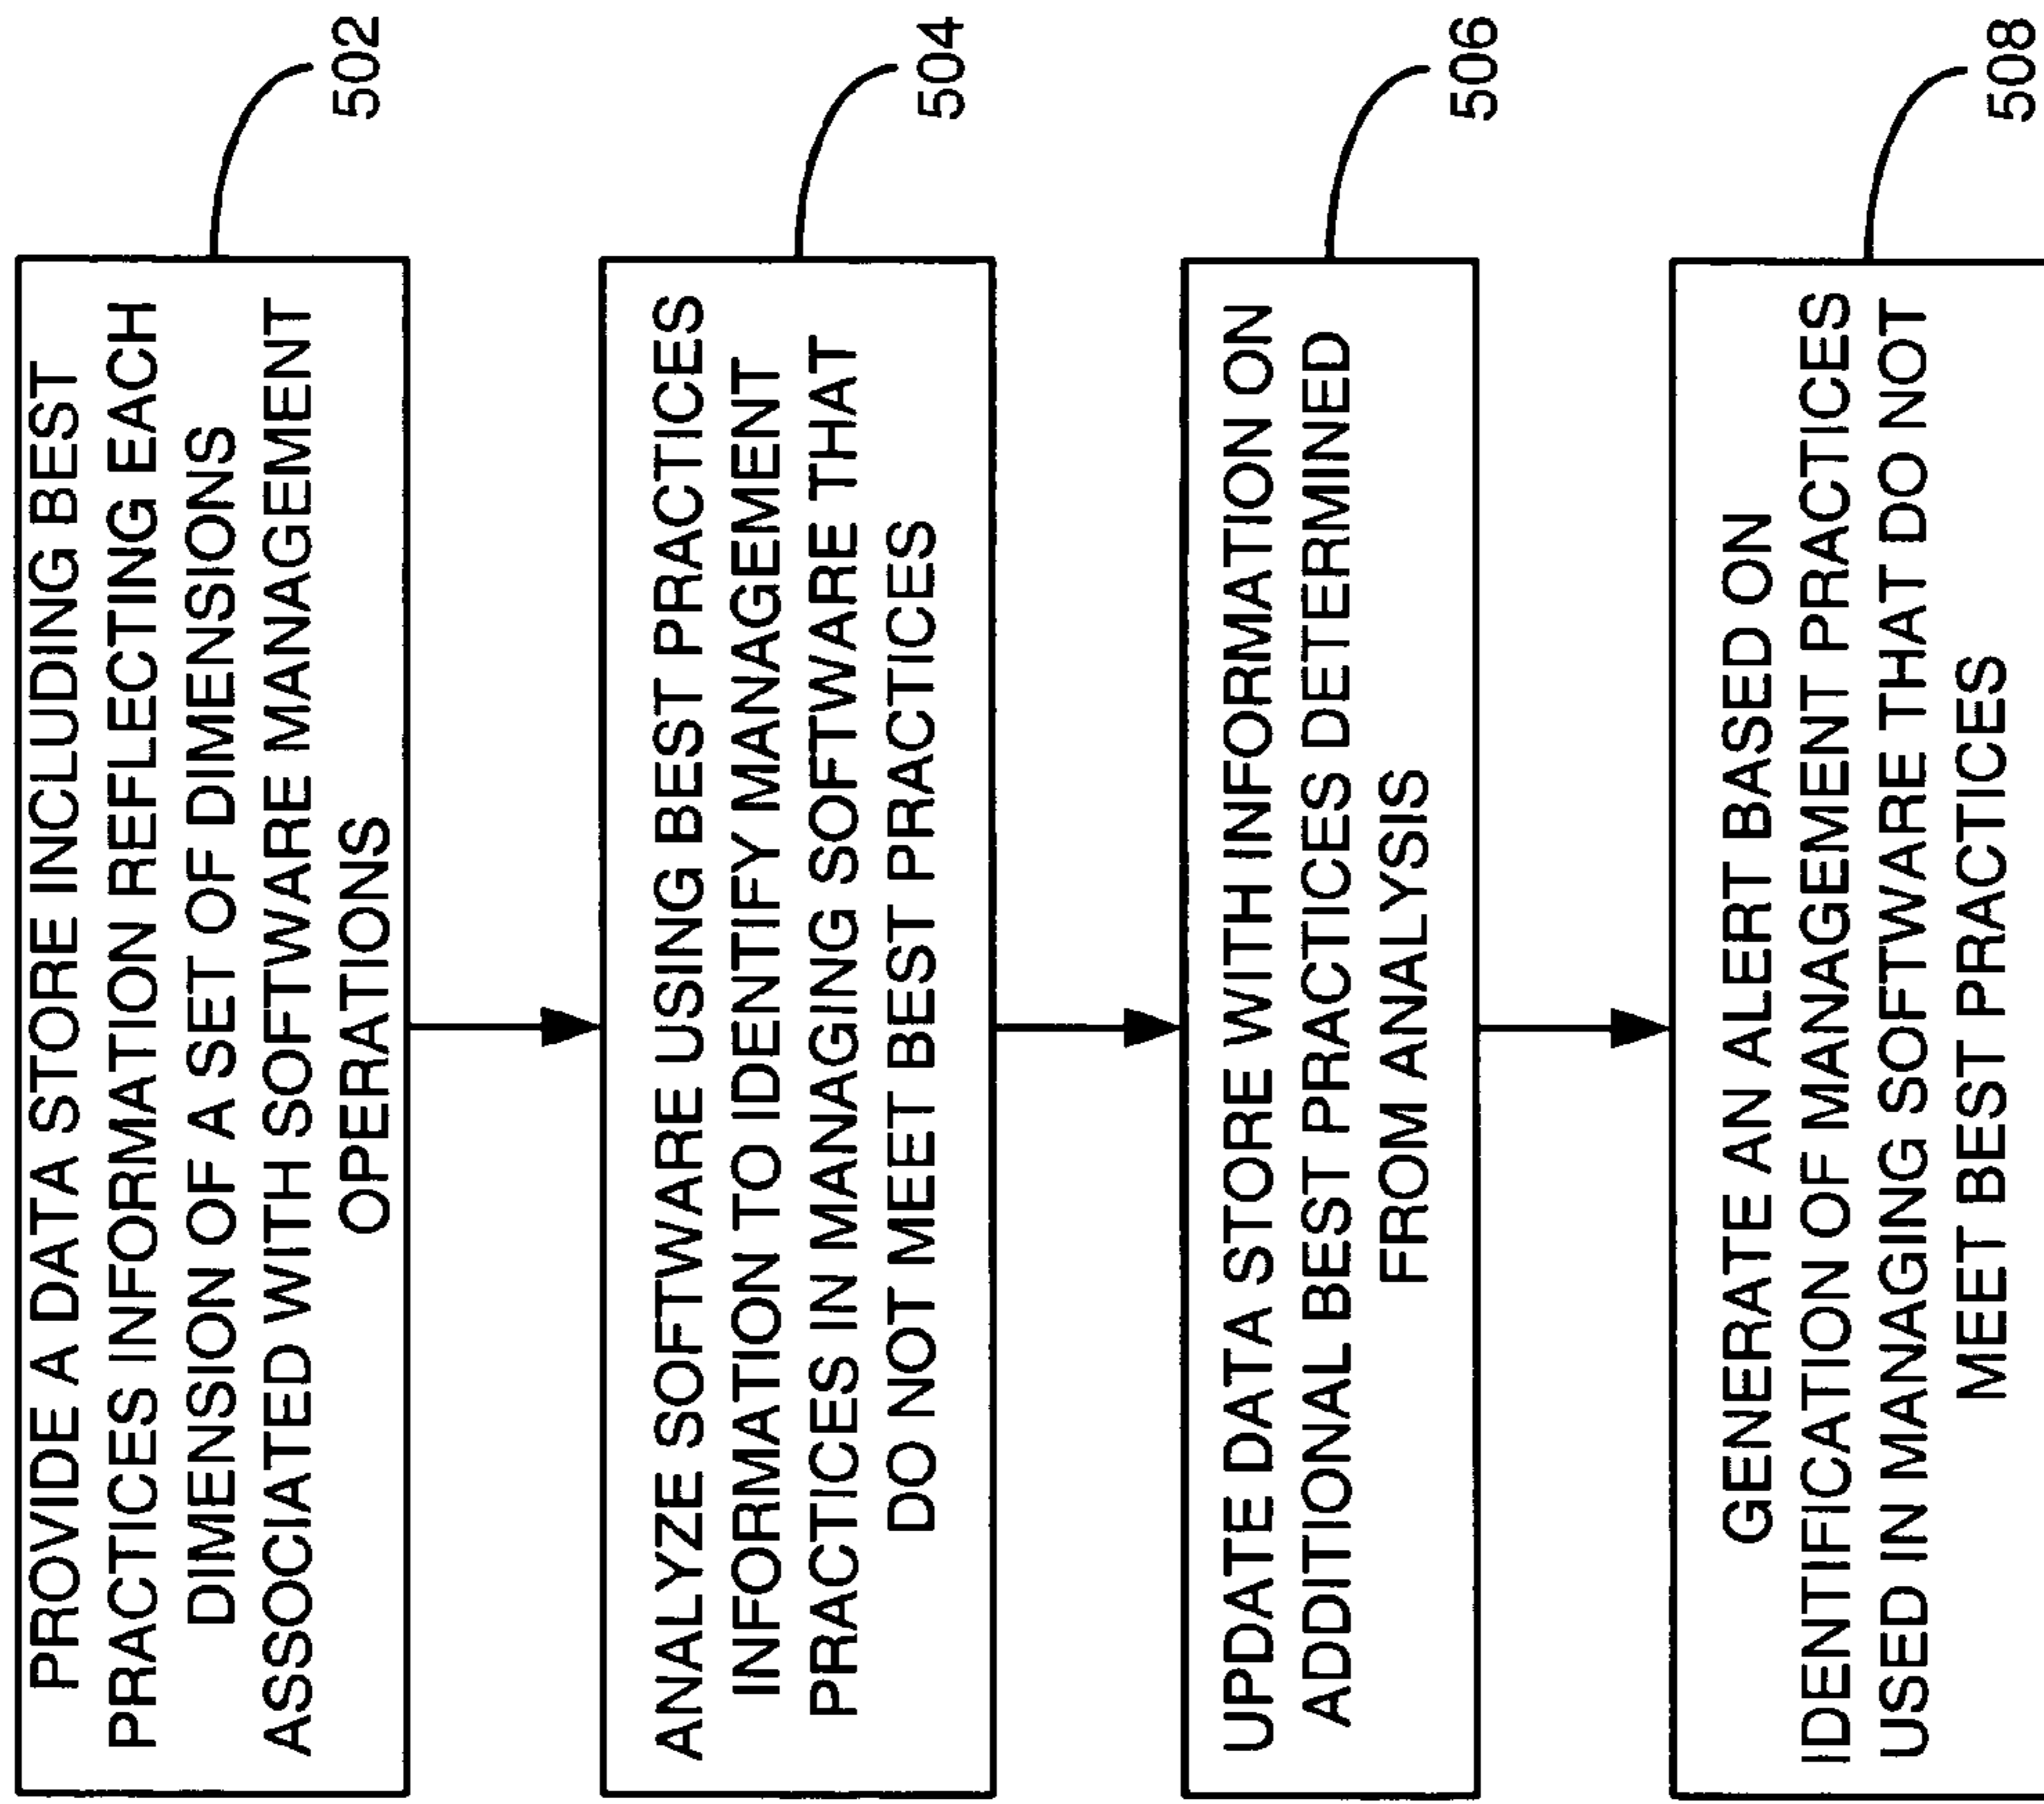 PROVIDE A DATA STORE INCLUDING BEST
PRACTICES INFORMATION REFLECTING EACH
DIMENSION OF A SET OF DIMENSIONS
ASSOCIATED WITH SOFTWARE MANAGEMENT
OPERATIONS
502
ANALYZE SOFTWARE USING BEST PRACTICES
INFORMATION TO IDENTIFY MANAGEMENT
PRACTICES IN MANAGING SOFTWARE THAT
DO NOT MEET BEST PRACTICES
504
UPDATE DATA STORE WITH INFORMATION ON
ADDITIONAL BEST PRACTICES DETERMINED
FROM ANALYSIS
506
GENERATE AN ALERT BASED ON
IDENTIFICATION OF MANAGEMENT PRACTICES
USED IN MANAGING SOFTWARE THAT DO NOT
MEET BEST PRACTICES
508